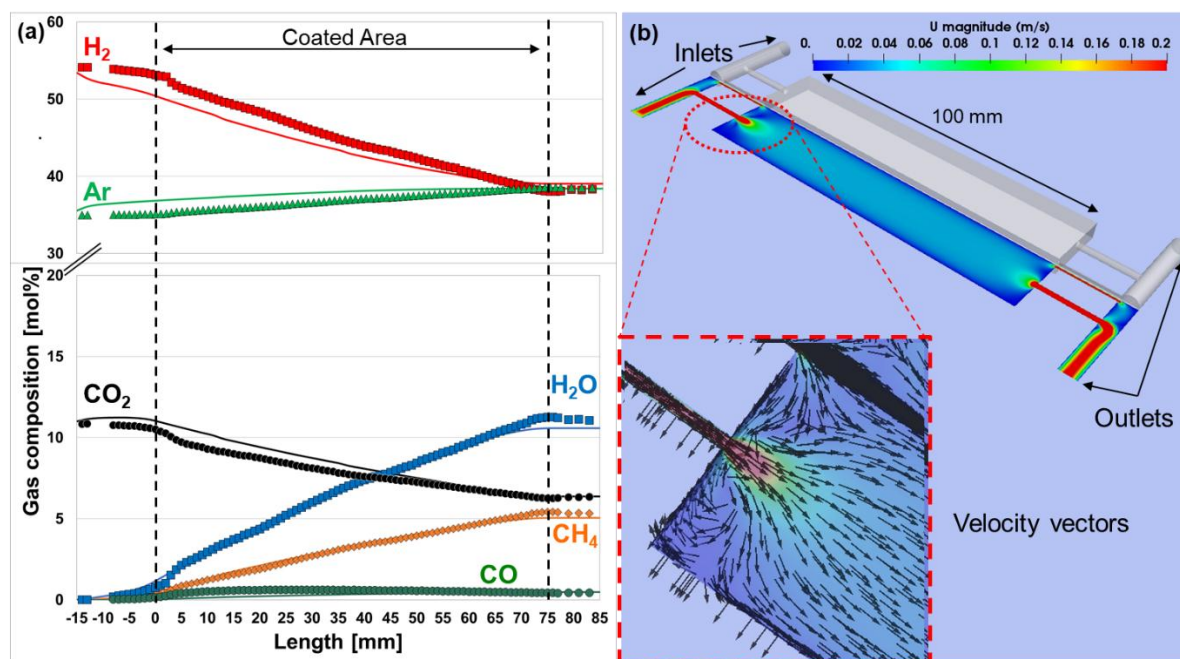 (a)
60
50
40
30
20
15
10
5
0
H2
Coated Area
Ar
CO2
H2O
CH4
CO
Gas composition [mol%]
-15 -10 -5 0 5 10 15 20 25 30 35 40 45 50 55 60 65 70 75 80 85
Length [mm]
(b)
U magnitude (m/s)
0. 0.02 0.04 0.06 0.08 0.1 0.12 0.14 0.16 0.2
Inlets
100 mm
Outlets
Velocity vectors